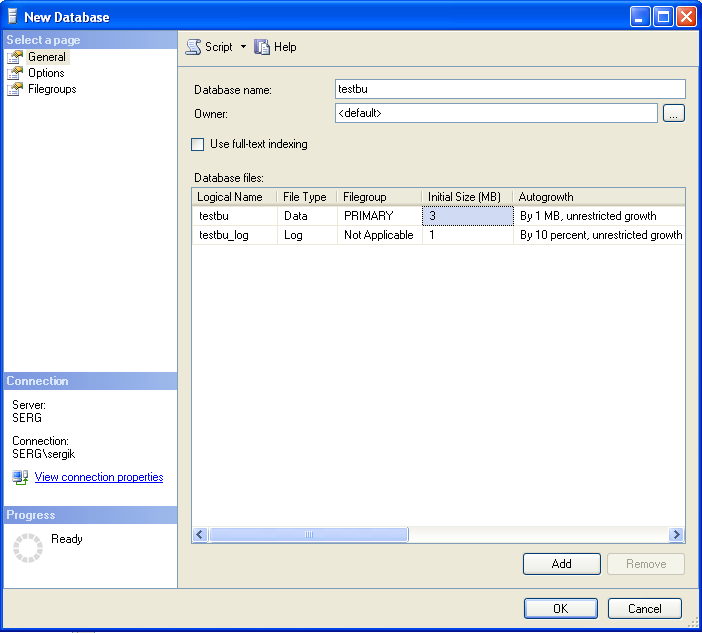 New Database
Select a page
General
Options
Filegroups
Script Help
Database name: testbu
Owner: <default> ...
Use full-text indexing
Database files:
Logical Name File Type Filegroup Initial Size (MB) Autogrowth
testbu Data PRIMARY 3 By 1 MB, unrestricted growth
testbu_log Log Not Applicable 1 By 10 percent, unrestricted growth
Connection
Server:
SERG
Connection:
SERG\sergik
View connection properties
Progress
Ready
Add Remove
OK Cancel